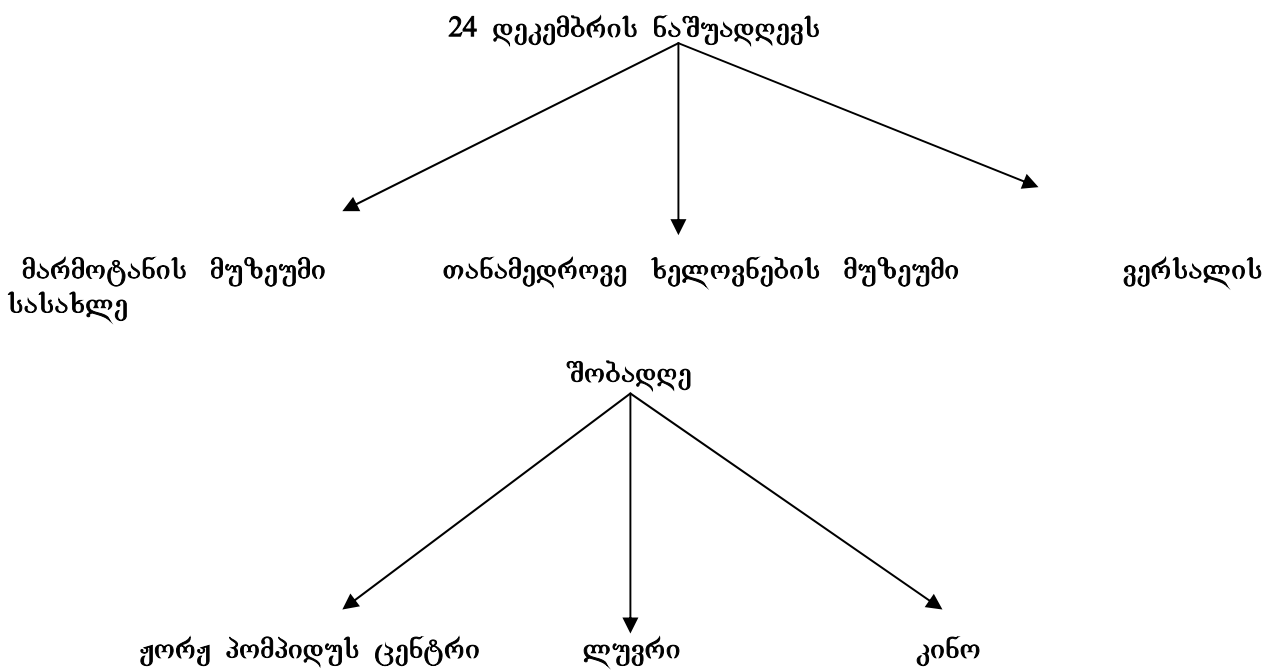 24 დეკემბრის ნაშუადღევს
მარმოტანის მუზეუმი თანამედროვე ხელოვნების მუზეუმი ვერსალის
სასახლე
შობადღე
ჟორჟ პომპიდუს ცენტრი ლუვრი კინო